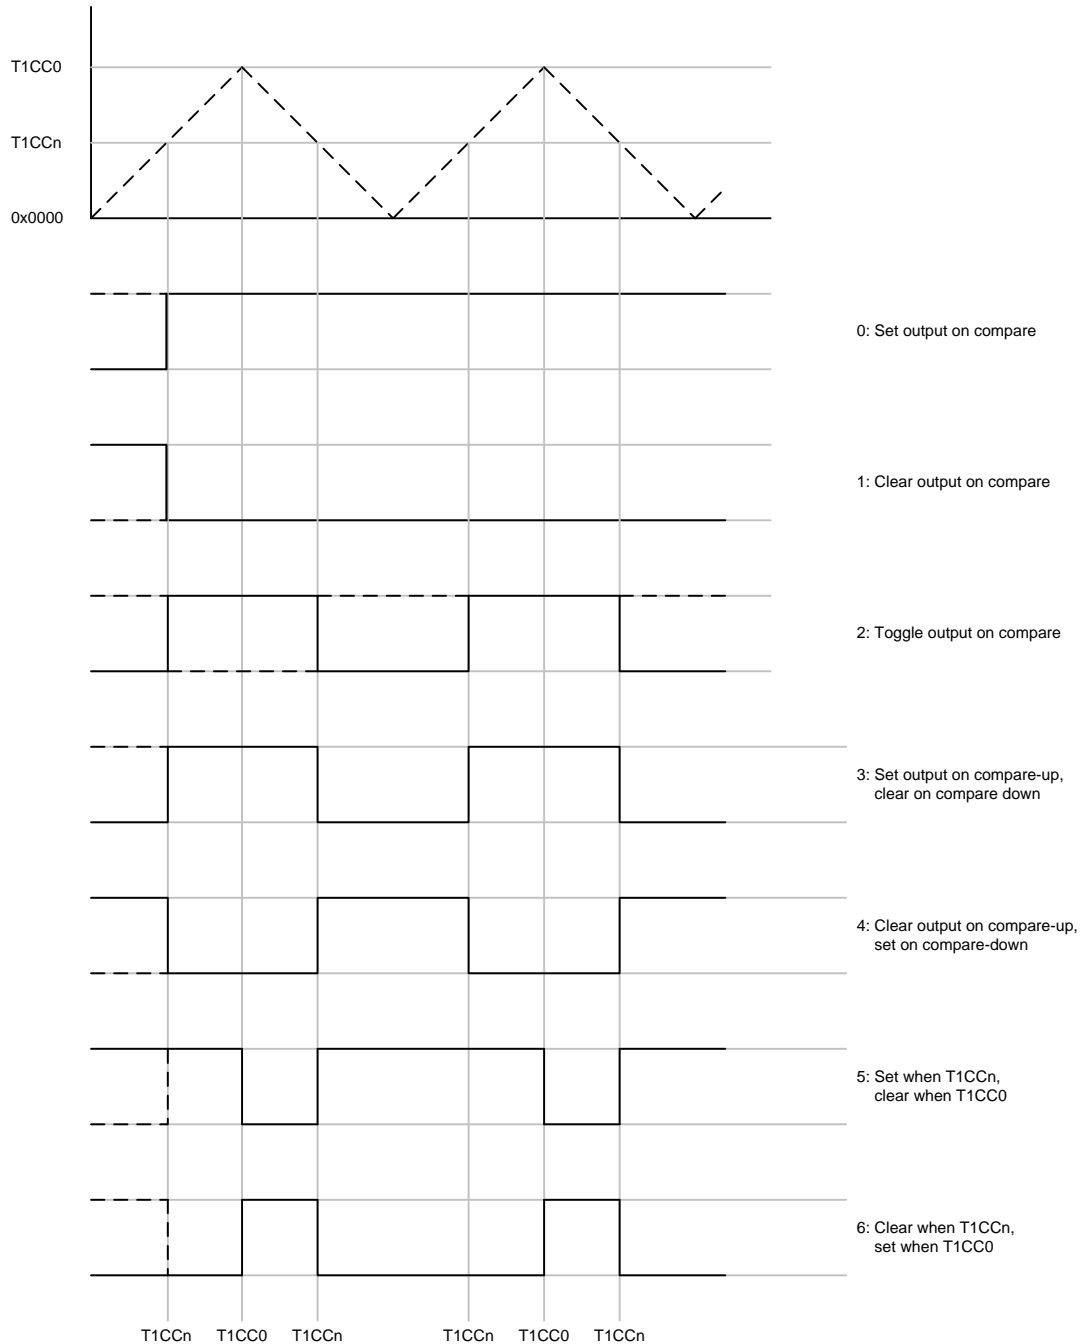 T1CC0
T1CCn
0x0000
0: Set output on compare
1: Clear output on compare
2: Toggle output on compare
3: Set output on compare-up,
clear on compare down
4: Clear output on compare-up,
set on compare-down
5: Set when T1CCn,
clear when T1CC0
6: Clear when T1CCn,
set when T1CC0
T1CCn T1CC0 T1CCn T1CCn T1CC0 T1CCn